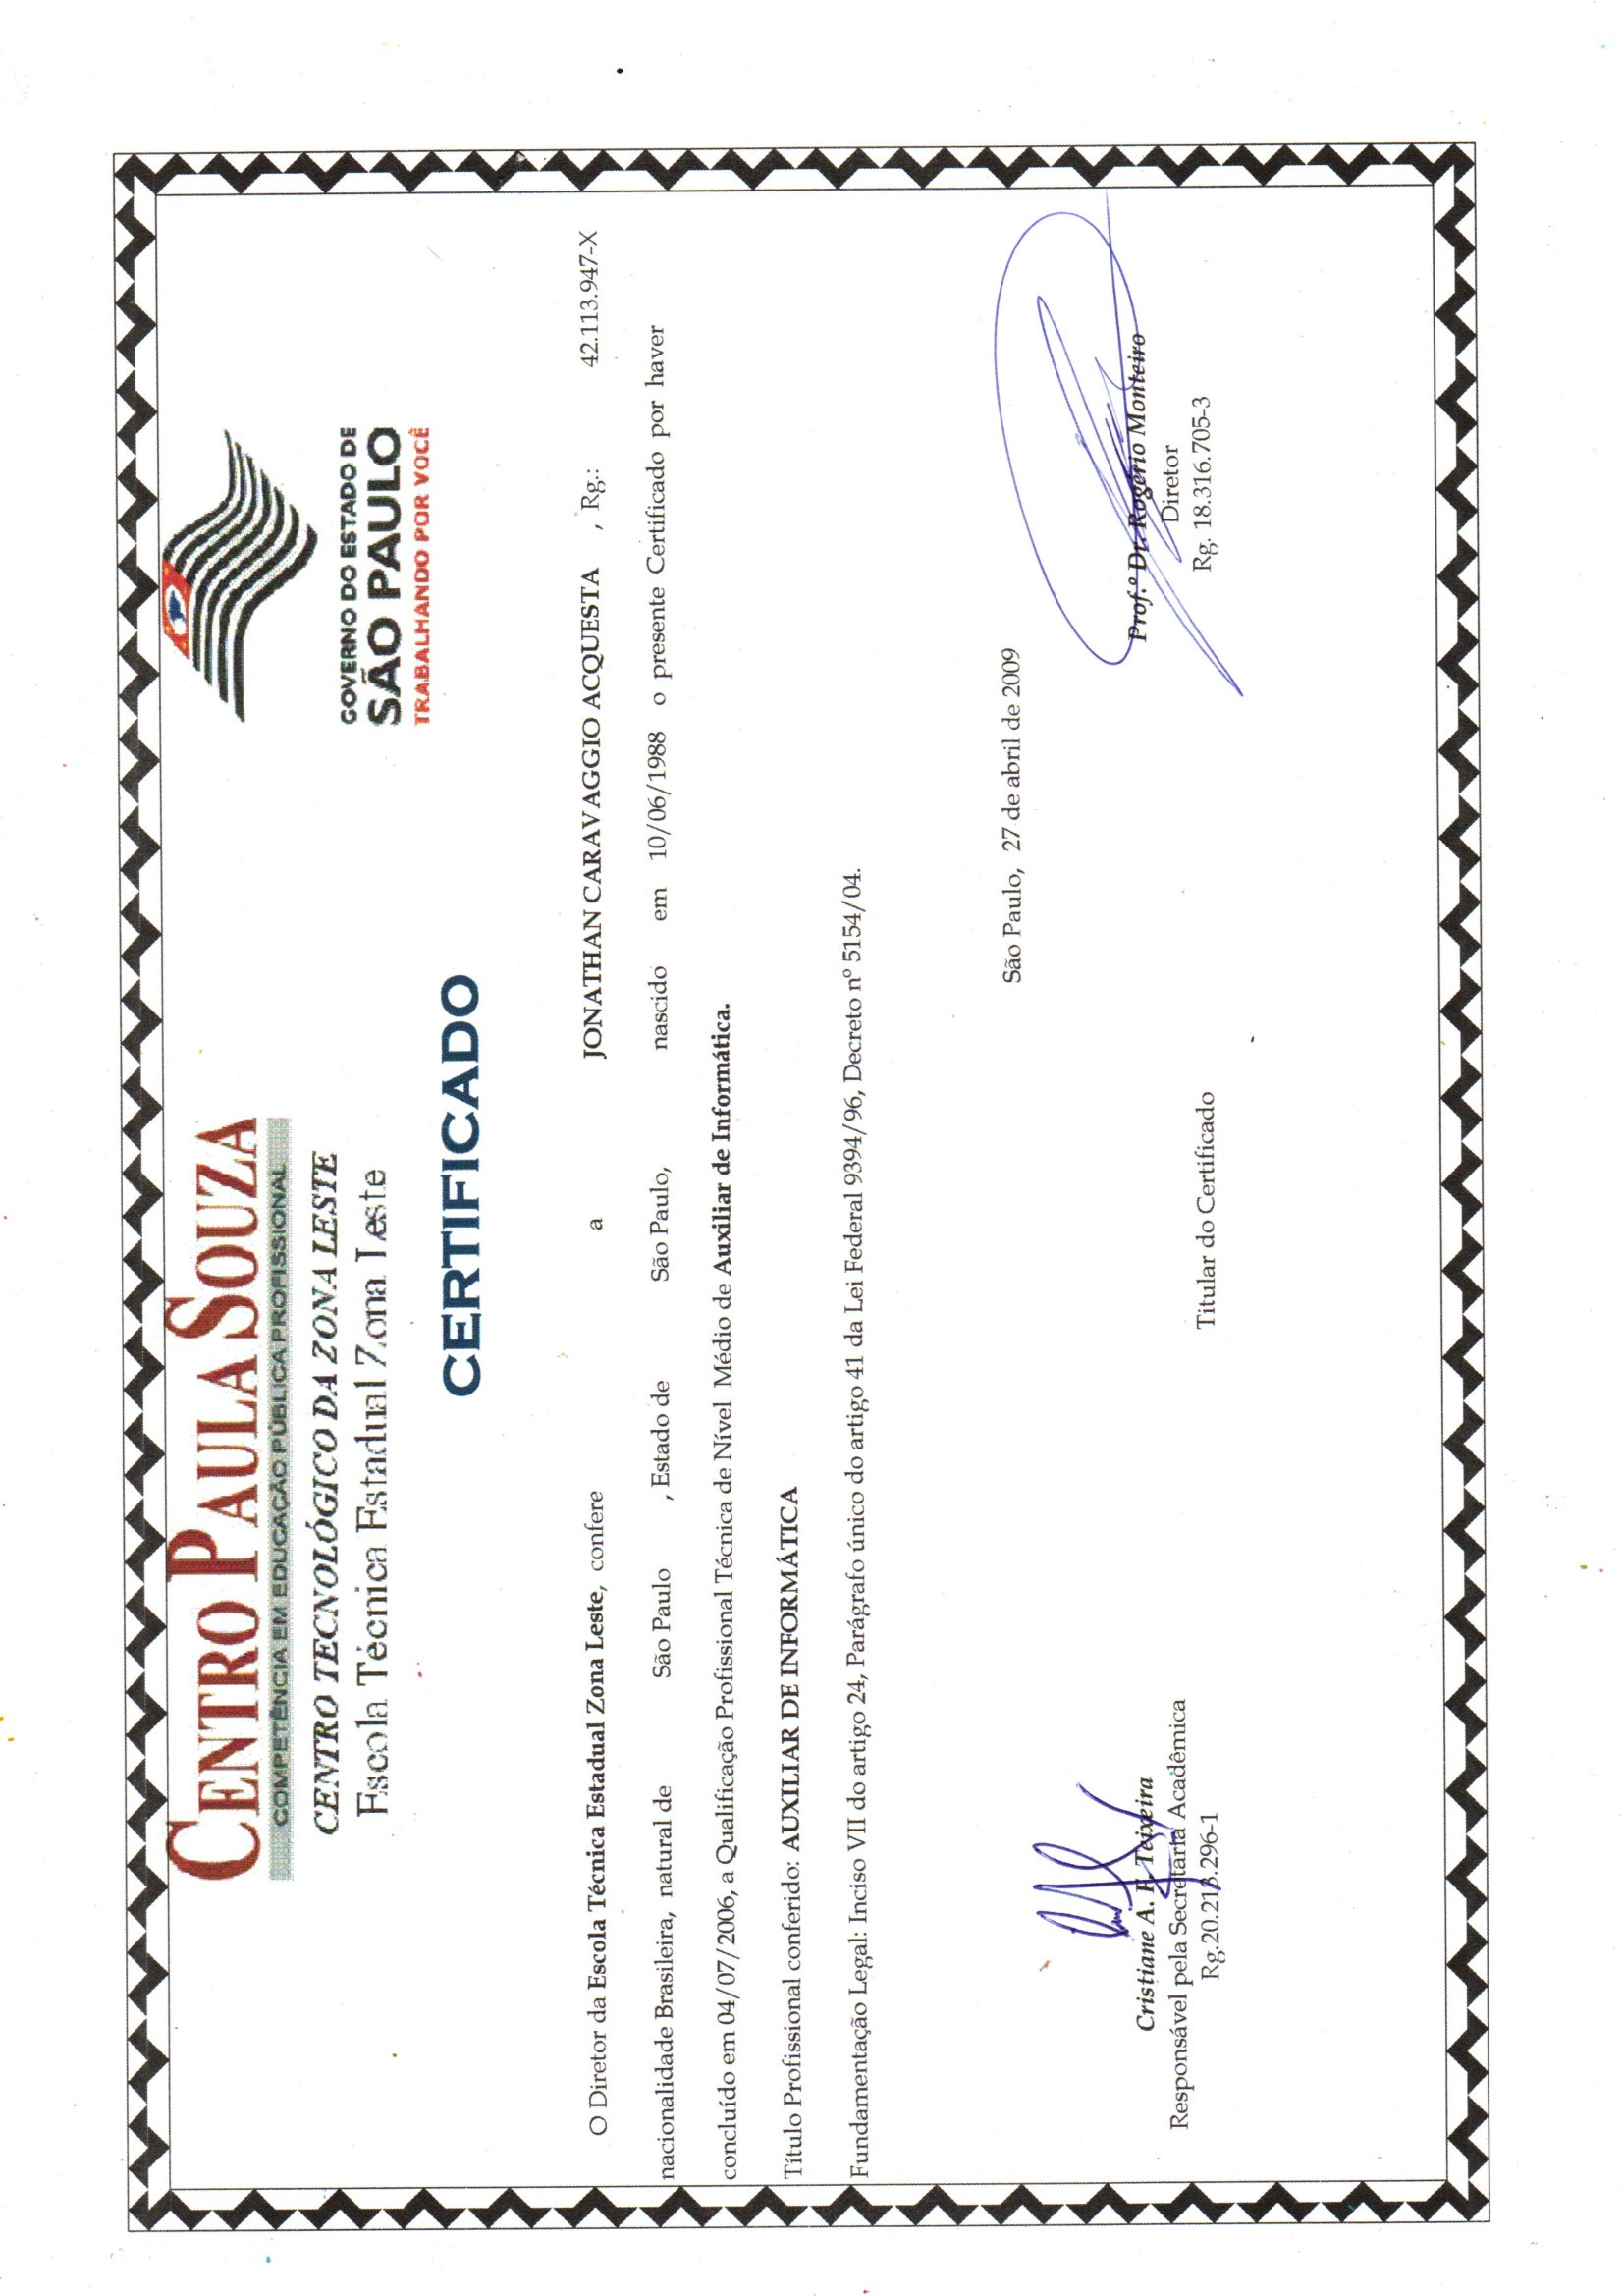 CENTRO PAULA SOUZA
COMPETÊNCIA EM EDUCAÇÃO PÚBLICA PROFISSIONAL
CENTRO TECNOLÓGICO DA ZONA LESTE
Escola Técnica Estadual Zona Leste
GOVERNO DO ESTADO DE
SÃO PAULO
TRABALHANDO POR VOCÊ
CERTIFICADO
O Diretor da Escola Técnica Estadual Zona Leste, confere a JONATHAN CARAVAGGIO ACQUESTA , Rg.: 42.113.947-X
nacionalidade Brasileira, natural de São Paulo , Estado de São Paulo, nascido em 10/06/1988 o presente Certificado por haver
concluído em 04/07/2006, a Qualificação Profissional Técnica de Nível Médio de Auxiliar de Informática.
Título Profissional conferido: AUXILIAR DE INFORMÁTICA
Fundamentação Legal: Inciso VII do artigo 24, Parágrafo único do artigo 41 da Lei Federal 9394/96, Decreto nº 5154/04.
São Paulo, 27 de abril de 2009
Cristiane A. F. Teixeira
Responsável pela Secretaria Acadêmica
Rg.20.213.296-1
Titular do Certificado
Prof.º Dr. Rogério Monteiro
Diretor
Rg. 18.316.705-3